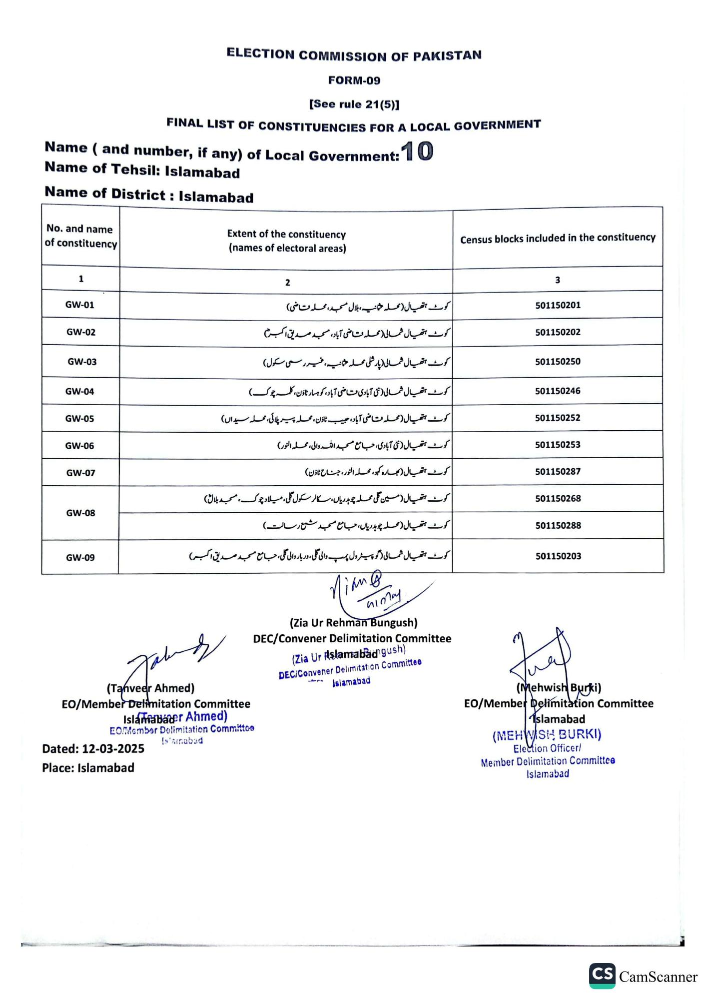 ELECTION COMMISSION OF PAKISTAN
FORM-09
[See rule 21(5)]
FINAL LIST OF CONSTITUENCIES FOR A LOCAL GOVERNMENT
Name ( and number, if any) of Local Government:10
Name of Tehsil: Islamabad
Name of District : Islamabad
No. and name of constituency | Extent of the constituency (names of electoral areas) | Census blocks included in the constituency
1 | 2 | 3
GW-01 | کوٹ ہتھیال(محلہ عثمانیہ،بلال مسجد،محلہ قاضی) | 501150201
GW-02 | کوٹ ہتھیال شمالی(محلہ قاضی آباد، مسجد صدیق اکبرؓ) | 501150202
GW-03 | کوٹ ہتھیال شمالی(پارشلی محلہ عثمانیہ، غیر رسمی سکول) | 501150250
GW-04 | کوٹ ہتھیال شمالی(نئی آبادی قاضی آباد،کوہسار ٹاؤن، کلمہ چوک) | 501150246
GW-05 | کوٹ ہتھیال(محلہ قاضی آباد، حبیب ٹاؤن، محلہ پیر پلائی، محلہ سیداں) | 501150252
GW-06 | کوٹ ہتھیال(نئی آبادی، جامع مسجد اللہ والی، محلہ النور) | 501150253
GW-07 | کوٹ ہتھیال(بھارہ کہو، محلہ النور، جناح ٹاؤن) | 501150287
GW-08 | کوٹ ہتھیال(مین گلی محلہ چوہدریاں، سکالر سکول گلی، میلاد چوک، مسجد بلالؓ) | 501150268
کوٹ ہتھیال(محلہ چوہدریاں، جامع مسجد شمع رسالت) | 501150288
GW-09 | کوٹ ہتھیال شمالی(گو پیٹرول پمپ والی گلی، دربار والی گلی، جامع مسجد صدیق اکبر) | 501150203
(Zia Ur Rehman Bungush)
DEC/Convener Delimitation Committee
Islamabad
(Zia Ur Rehman Bungush)
DEC/Convener Delimitation Committee
Islamabad
(Tanveer Ahmed)
EO/Member Delimitation Committee
Islamabad
(Tanveer Ahmed)
EO/Member Delimitation Committee
Islamabad
(Mehwish Burki)
EO/Member Delimitation Committee
Islamabad
(MEHWISH BURKI)
Election Officer/
Member Delimitation Committee
Islamabad
Dated: 12-03-2025
Place: Islamabad
CS CamScanner